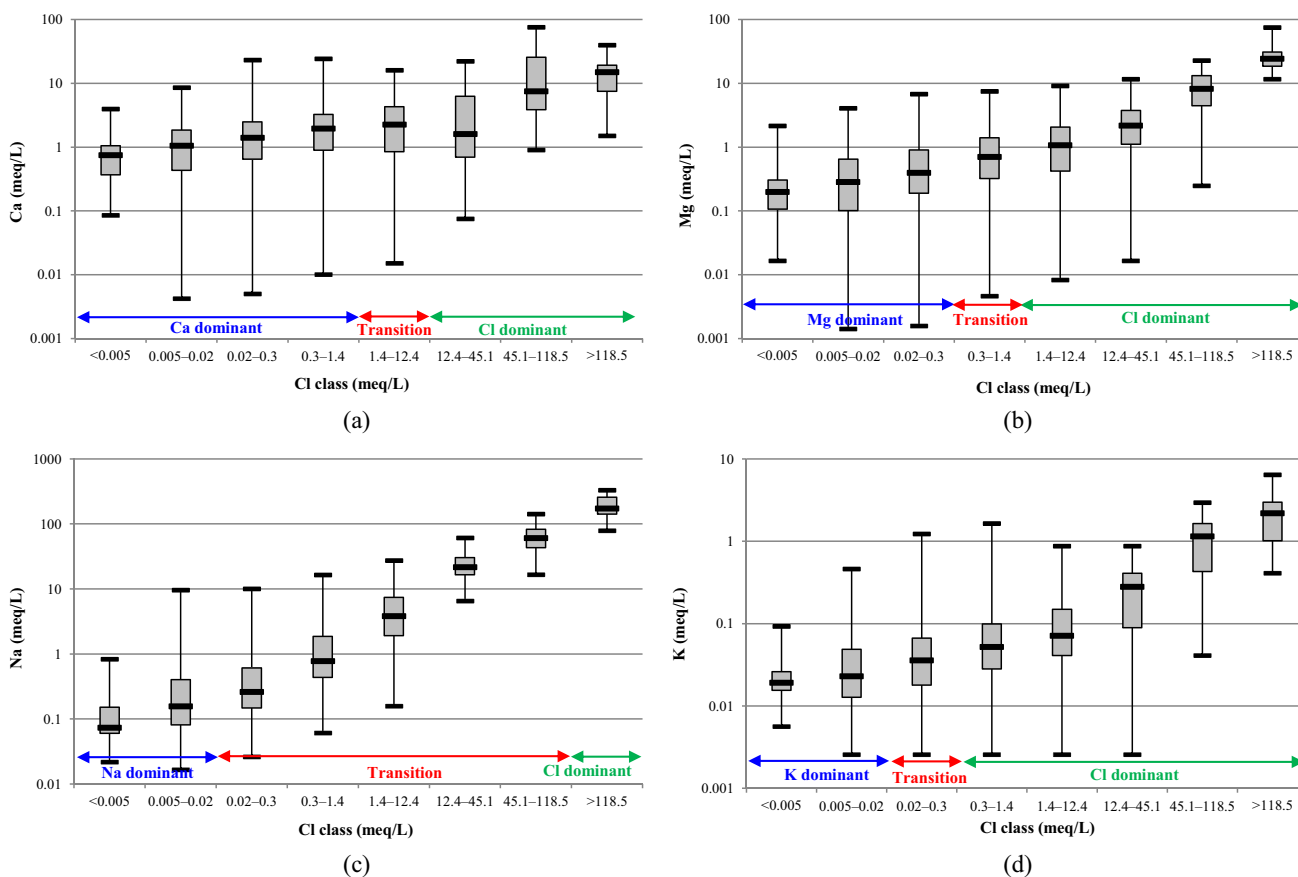 100
10
1
0.1
0.01
0.001
Ca (meq/L)
Ca dominant
Transition
Cl dominant
<0.005 0.005–0.02 0.02–0.3 0.3–1.4 1.4–12.4 12.4–45.1 45.1–118.5 >118.5
Cl class (meq/L)
(a)
100
10
1
0.1
0.01
0.001
Mg (meq/L)
Mg dominant
Transition
Cl dominant
<0.005 0.005–0.02 0.02–0.3 0.3–1.4 1.4–12.4 12.4–45.1 45.1–118.5 >118.5
Cl class (meq/L)
(b)
1000
100
10
1
0.1
0.01
Na (meq/L)
Na dominant
Transition
Cl dominant
<0.005 0.005–0.02 0.02–0.3 0.3–1.4 1.4–12.4 12.4–45.1 45.1–118.5 >118.5
Cl class (meq/L)
(c)
10
1
0.1
0.01
0.001
K (meq/L)
K dominant
Transition
Cl dominant
<0.005 0.005–0.02 0.02–0.3 0.3–1.4 1.4–12.4 12.4–45.1 45.1–118.5 >118.5
Cl class (meq/L)
(d)